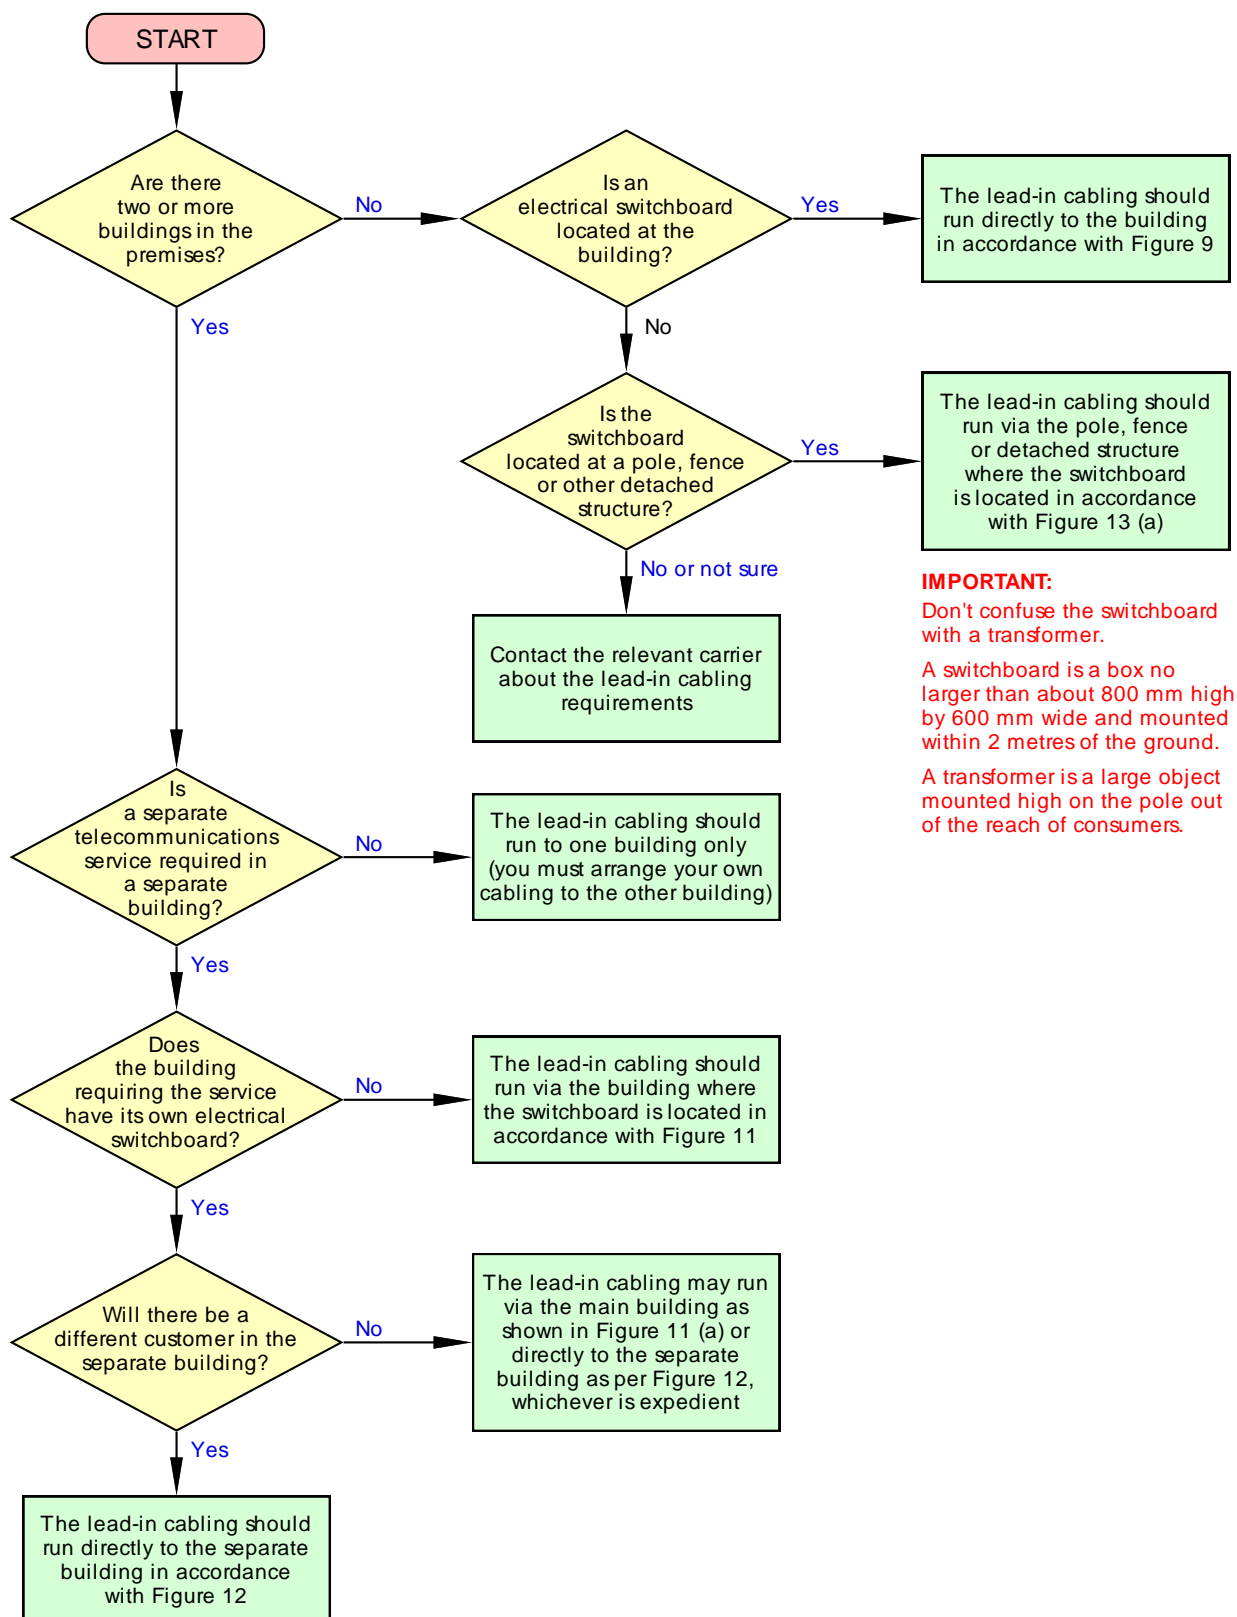 START
Are there
two or more
buildings in the
premises?
No
Is an
electrical switchboard
located at the
building?
Yes
The lead-in cabling should
run directly to the building
in accordance with Figure 9
Yes
No
Is the
switchboard
located at a pole, fence
or other detached
structure?
Yes
The lead-in cabling should
run via the pole, fence
or detached structure
where the switchboard
is located in accordance
with Figure 13 (a)
No or not sure
IMPORTANT:
Don't confuse the switchboard
with a transformer.
A switchboard is a box no
larger than about 800 mm high
by 600 mm wide and mounted
within 2 metres of the ground.
A transformer is a large object
mounted high on the pole out
of the reach of consumers.
Contact the relevant carrier
about the lead-in cabling
requirements
Is
a separate
telecommunications
service required in
a separate
building?
No
The lead-in cabling should
run to one building only
(you must arrange your own
cabling to the other building)
Yes
Does
the building
requiring the service
have its own electrical
switchboard?
No
The lead-in cabling should
run via the building where
the switchboard is located in
accordance with Figure 11
Yes
Will there be a
different customer in the
separate building?
No
The lead-in cabling may run
via the main building as
shown in Figure 11 (a) or
directly to the separate
building as per Figure 12,
whichever is expedient
Yes
The lead-in cabling should
run directly to the separate
building in accordance
with Figure 12